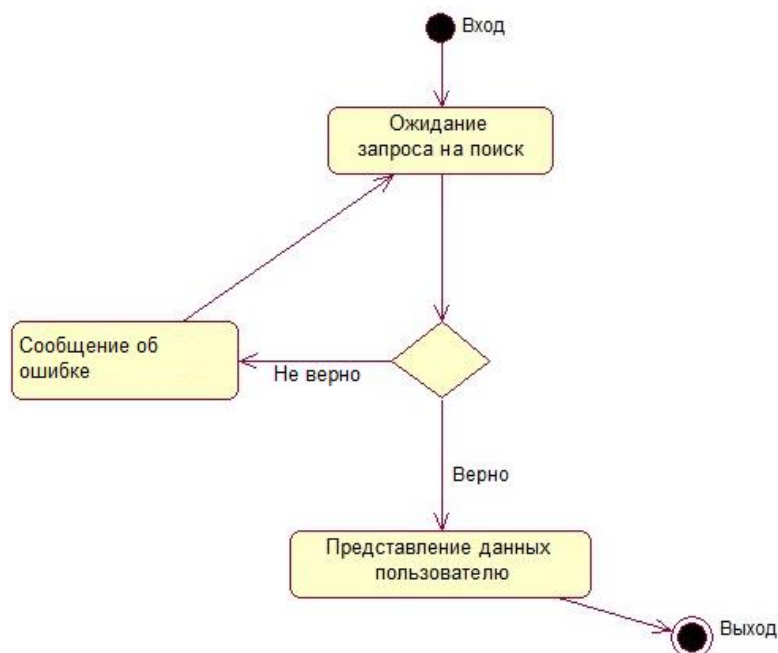 Вход
Ожидание
запроса на поиск
Сообщение об
ошибке
Не верно
Верно
Представление данных
пользователю
Выход